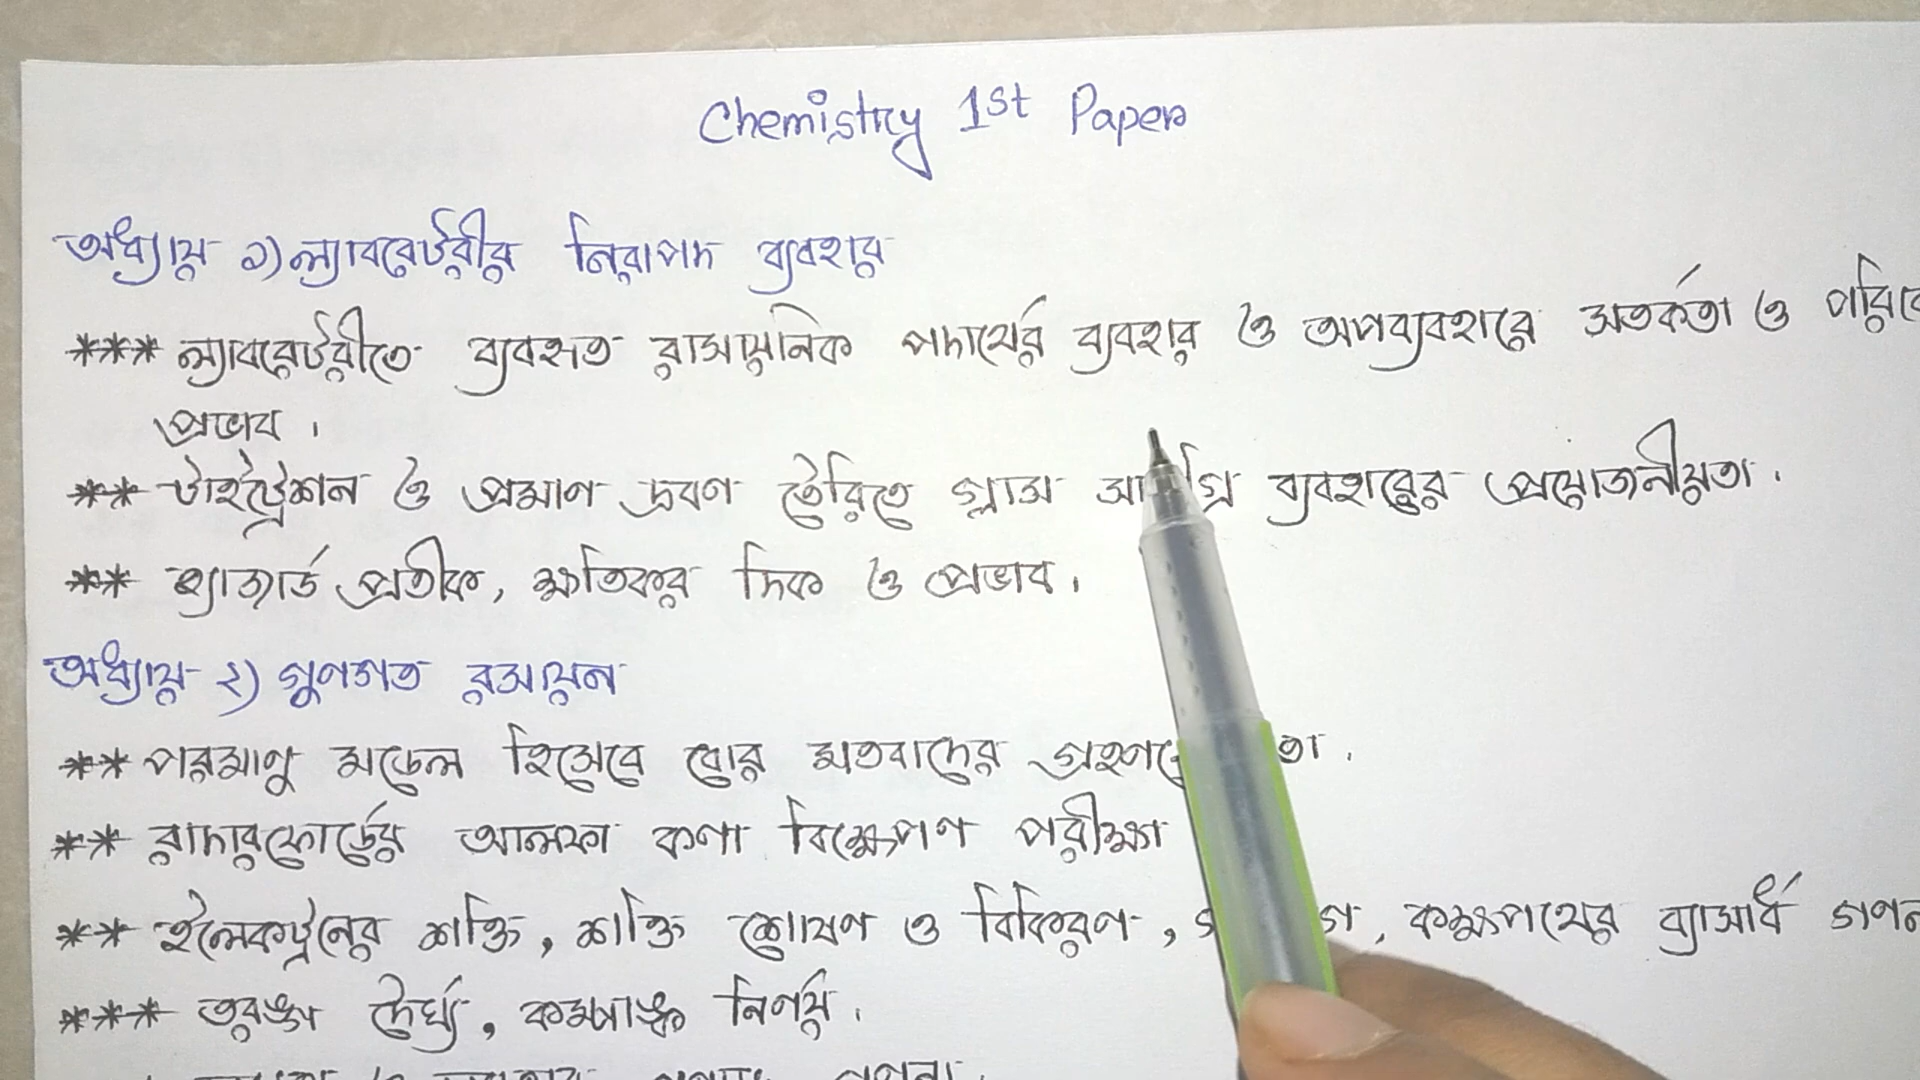 Chemistry 1st Paper
অধ্যায় ১) ল্যাবরেটরীর নিরাপদ ব্যবহার
*** ল্যাবরেটরীতে ব্যবহৃত রাসায়নিক পদার্থের ব্যবহার ও অপব্যবহারে সতর্কতা ও
প্রভাব।
** টাইট্রেশন ও প্রমাণ দ্রবণ তৈরিতে গ্লাস ব্যবহারের প্রয়োজনীয়তা.
** হ্যাজার্ড প্রতীক, ক্ষতিকর দিক ও প্রভাব।
অধ্যায় ২) গুণগত রসায়ন
** পরমাণু মডেল হিসেবে বোর মতবাদের
** রাদারফোর্ডের আলফা কণা বিক্ষেপণ পরীক্ষা
** ইলেকট্রনের শক্তি, শক্তি শোষণ ও বিকিরণ, কক্ষপথের ব্যাসার্ধ
*** তরঙ্গ দৈর্ঘ্য, কম্পাঙ্ক নির্ণয়.